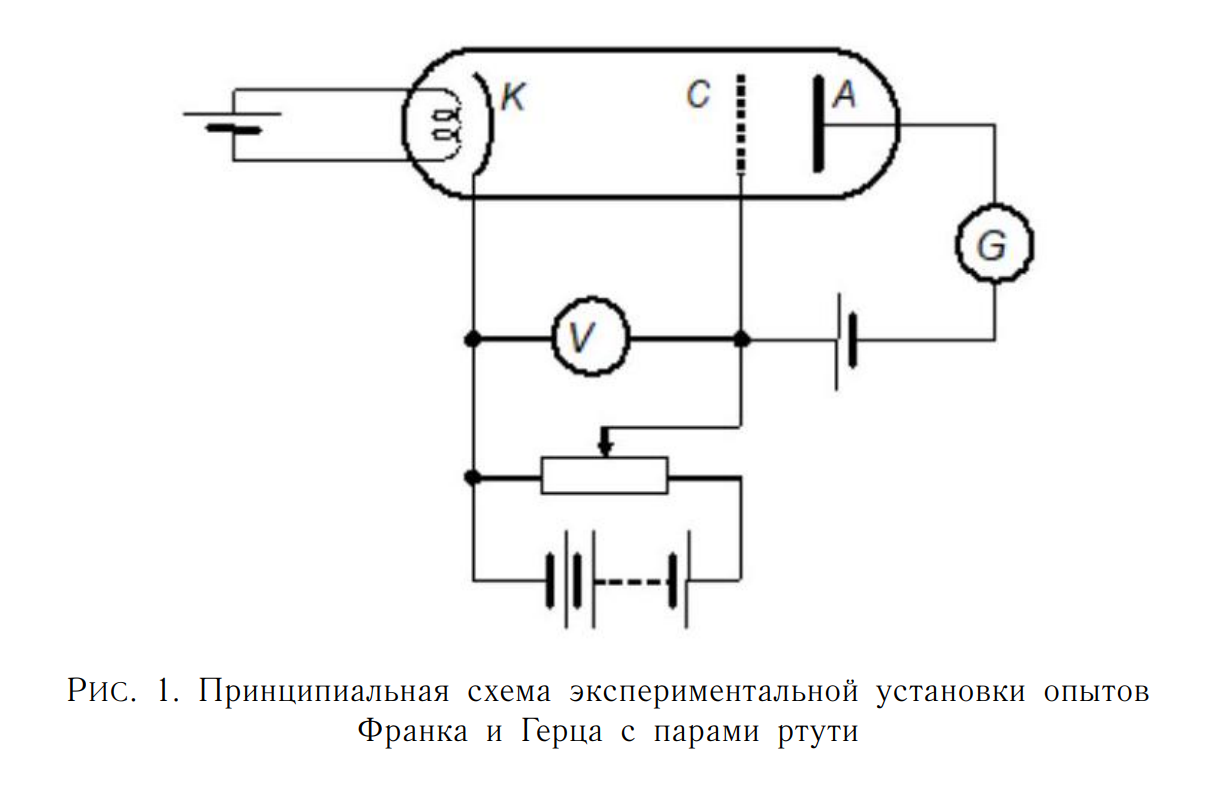 K
C
A
G
V
Рис. 1. Принципиальная схема экспериментальной установки опытов
Франка и Герца с парами ртути